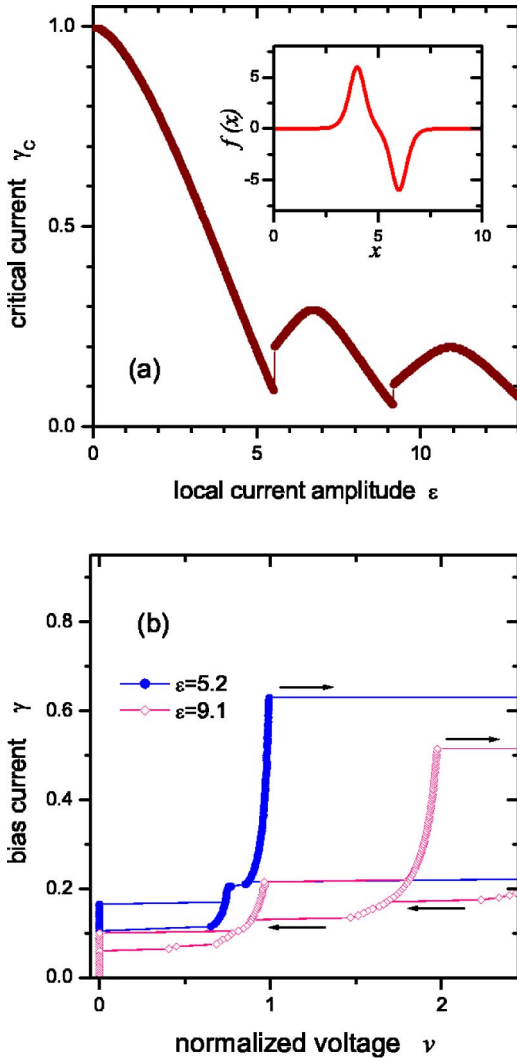 1.0
0.5
0.0
critical current γC
(a)
5
0
-5
f(x)
0
5
10
x
0
5
10
local current amplitude ε
0.8
0.6
0.4
0.2
0.0
bias current γ
(b)
ε=5.2
ε=9.1
0
1
2
normalized voltage v